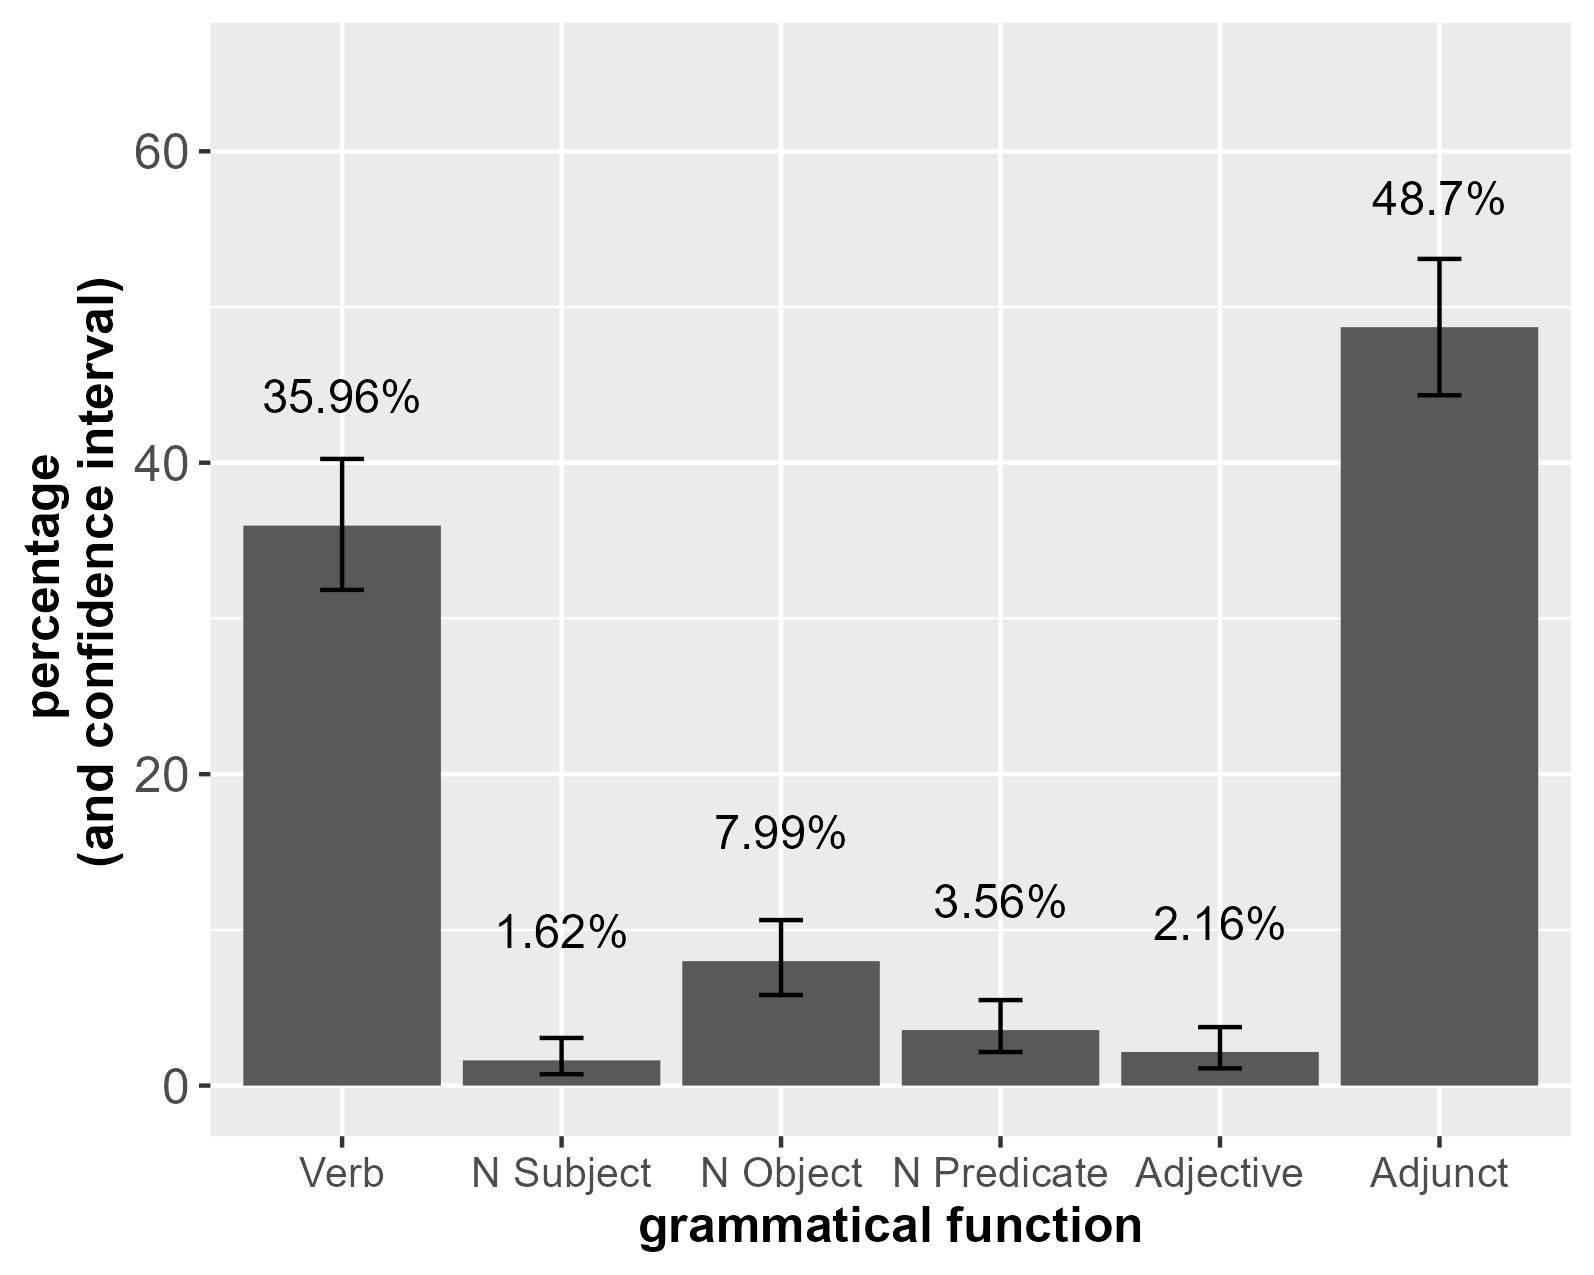 percentage
(and confidence interval)
60
40
20
0
35.96%
1.62%
7.99%
3.56%
2.16%
48.7%
Verb
N Subject
N Object
N Predicate
Adjective
Adjunct
grammatical function